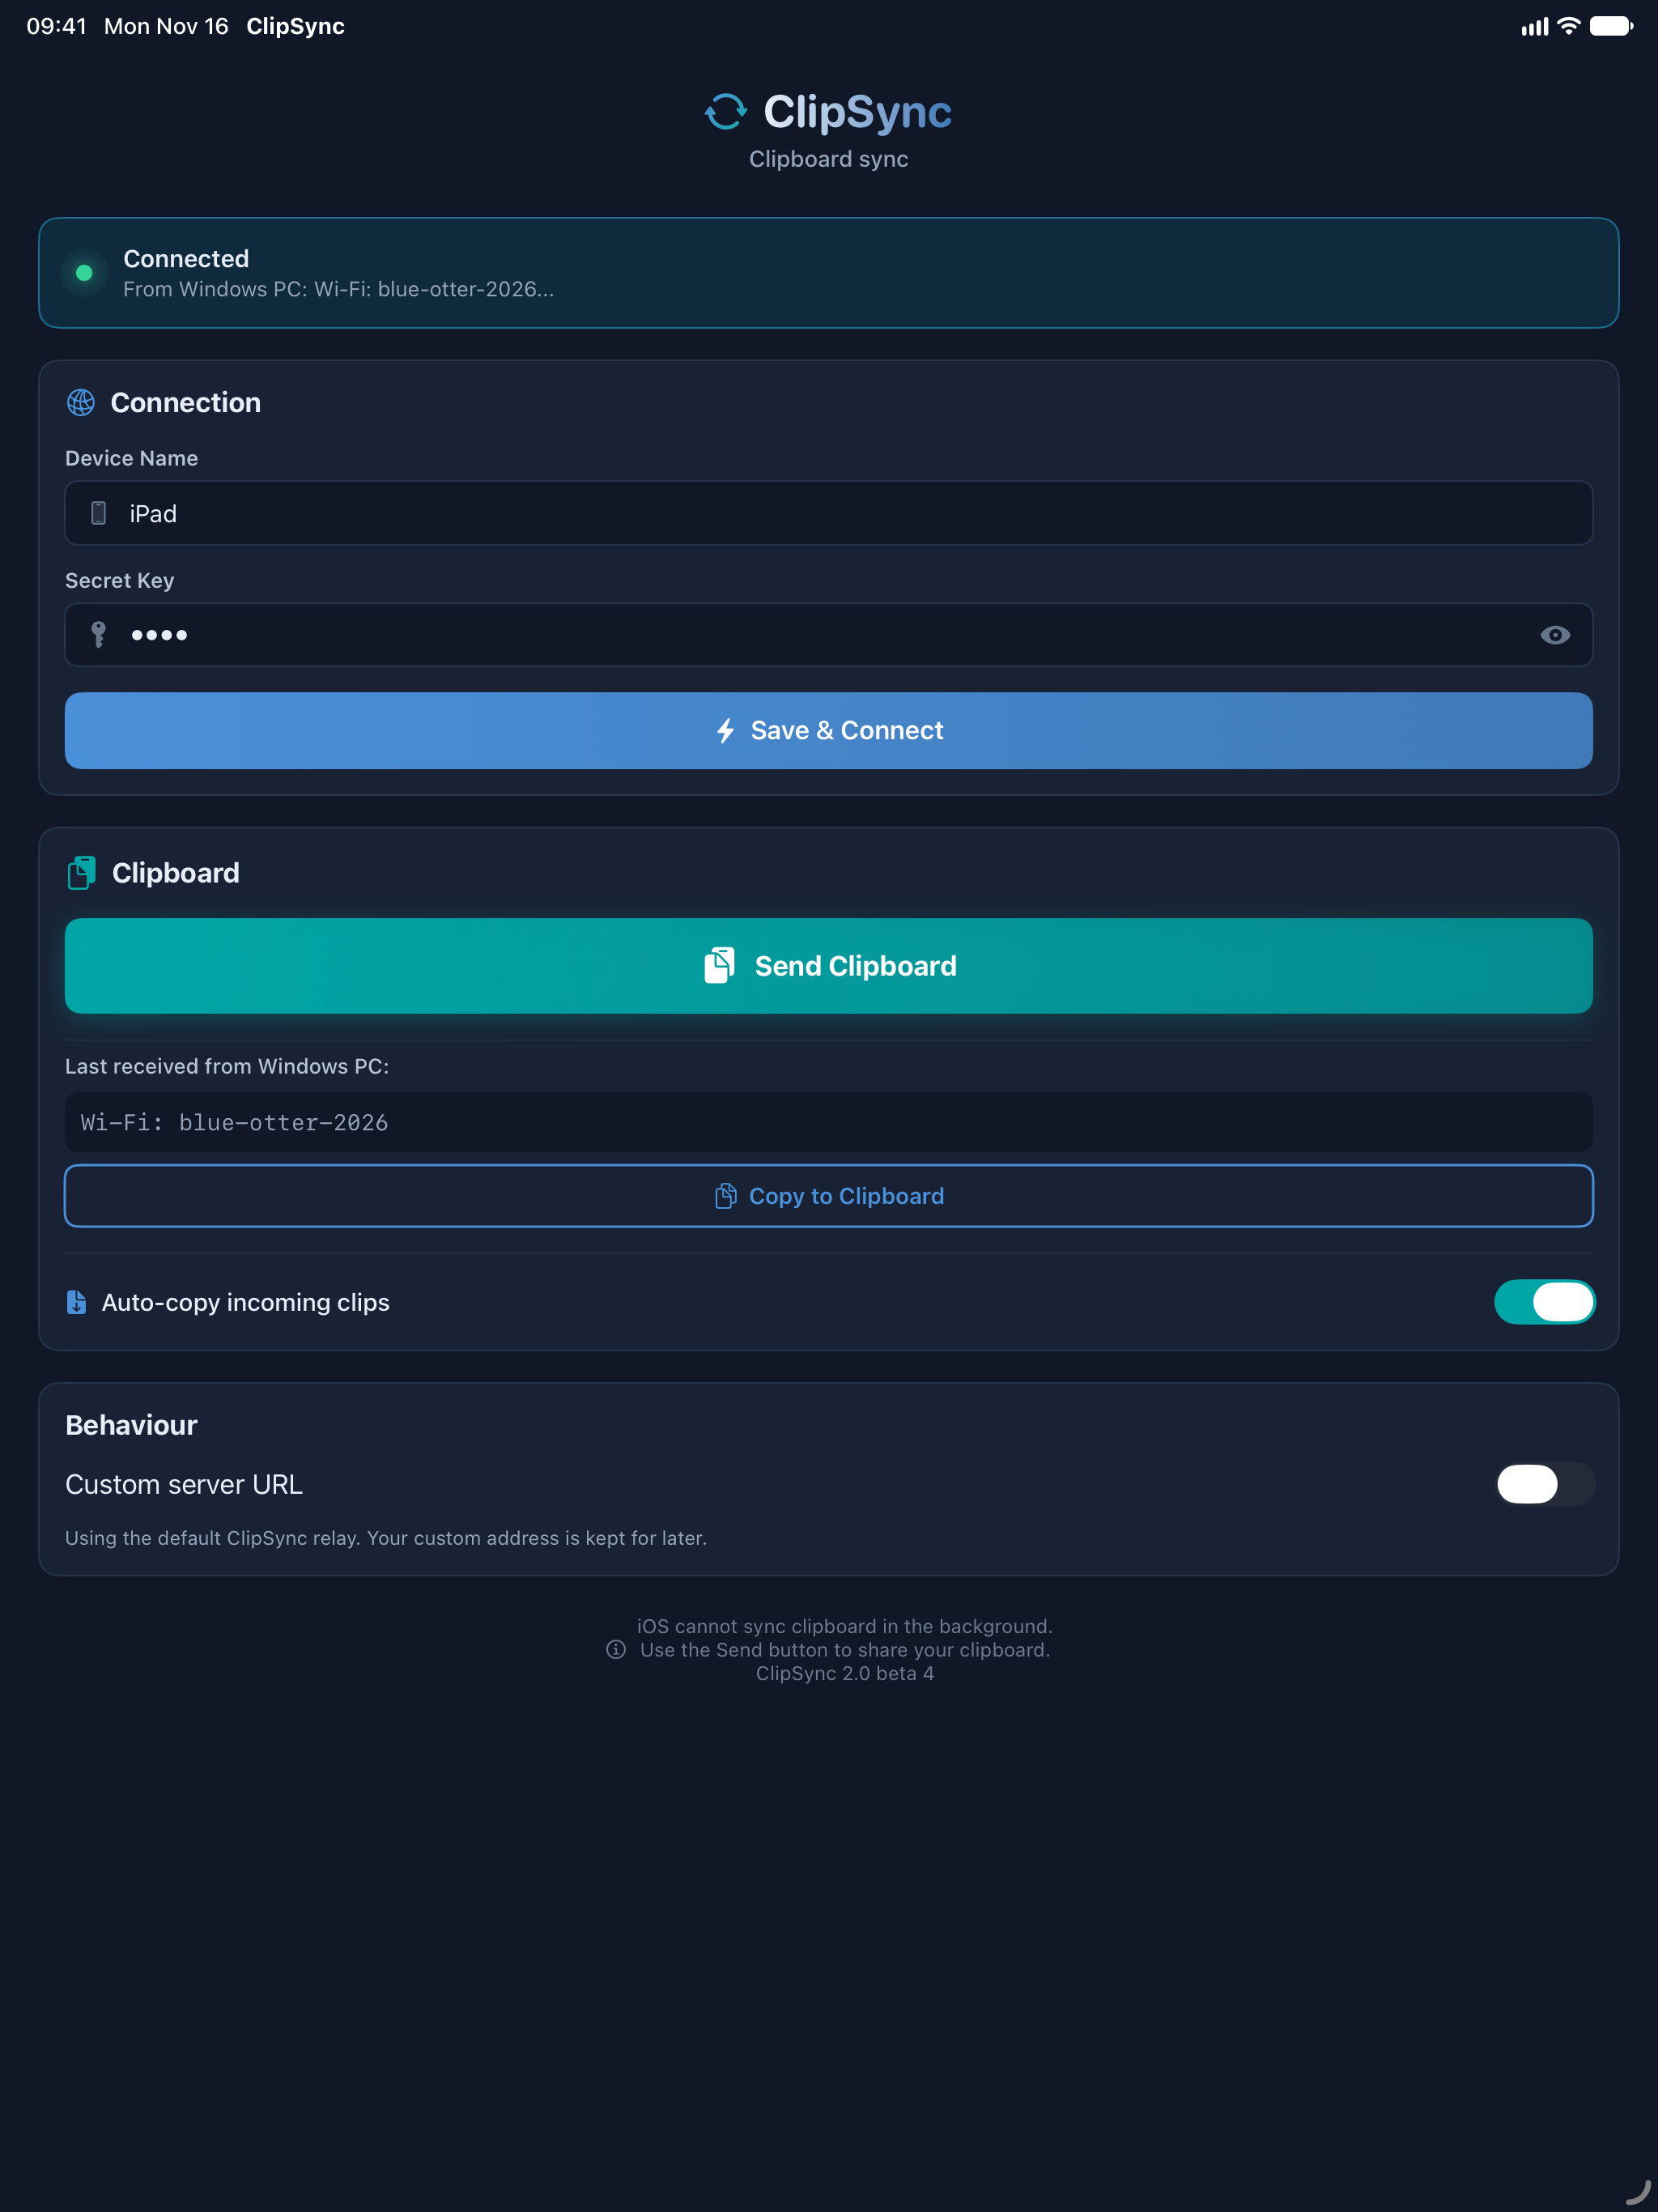 09:41 Mon Nov 16 ClipSync
ClipSync
Clipboard sync
Connected
From Windows PC: Wi-Fi: blue-otter-2026...
Connection
Device Name
iPad
Secret Key
••••
Save & Connect
Clipboard
Send Clipboard
Last received from Windows PC:
Wi-Fi: blue-otter-2026
Copy to Clipboard
Auto-copy incoming clips
Behaviour
Custom server URL
Using the default ClipSync relay. Your custom address is kept for later.
iOS cannot sync clipboard in the background.
Use the Send button to share your clipboard.
ClipSync 2.0 beta 4